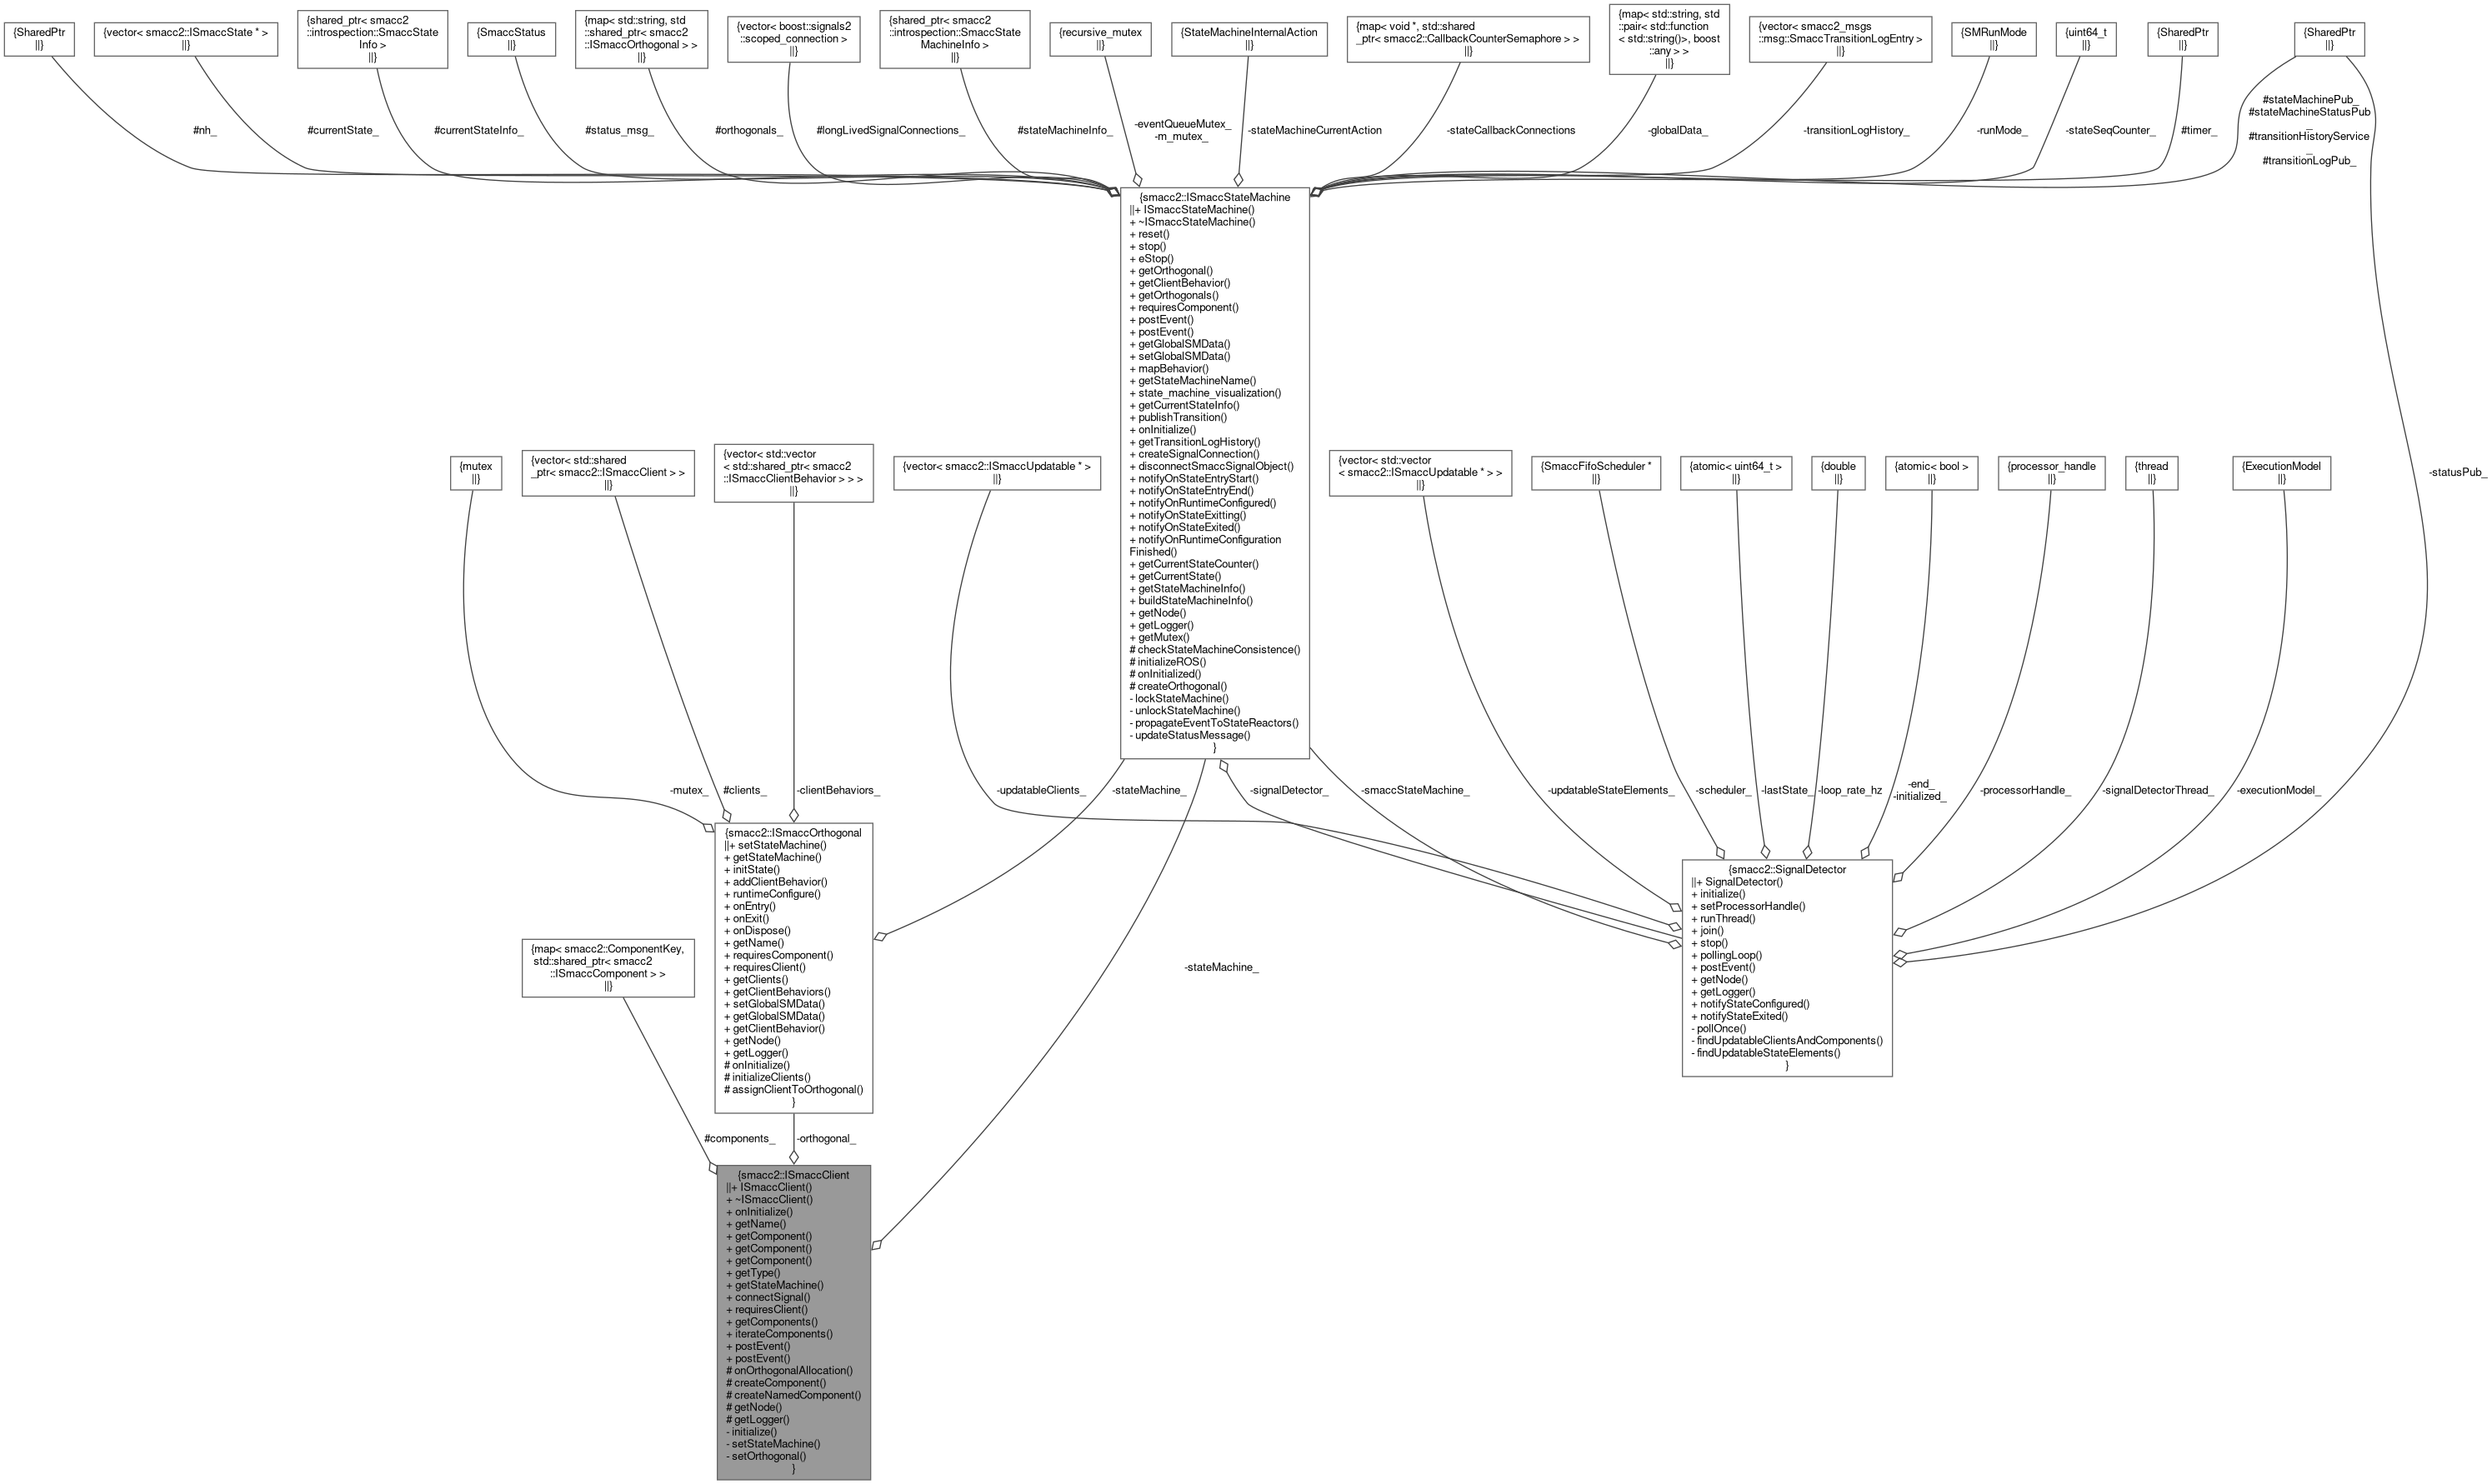 {SharedPtr
||}
{vector< smacc2::ISmaccState * >
||}
{shared_ptr< smacc2
::introspection::SmaccState
Info >
||}
{SmaccStatus
||}
{map< std::string, std
::shared_ptr< smacc2
::ISmaccOrthogonal > >
||}
{vector< boost::signals2
::scoped_connection >
||}
{shared_ptr< smacc2
::introspection::SmaccState
MachineInfo >
||}
{recursive_mutex
||}
{StateMachineInternalAction
||}
{map< void *, std::shared
_ptr< smacc2::CallbackCounterSemaphore > >
||}
{map< std::string, std
::pair< std::function
< std::string()>, boost
::any > >
||}
{vector< smacc2_msgs
::msg::SmaccTransitionLogEntry >
||}
{SMRunMode
||}
{uint64_t
||}
{SharedPtr
||}
{SharedPtr
||}
#nh_
#currentState_
#currentStateInfo_
#status_msg_
#orthogonals_
#longLivedSignalConnections_
#stateMachineInfo_
-eventQueueMutex_
-m_mutex_
-stateMachineCurrentAction
-stateCallbackConnections
-globalData_
-transitionLogHistory_
-runMode_
-stateSeqCounter_
#timer_
#stateMachinePub_
#stateMachineStatusPub
_
#transitionHistoryService
_
#transitionLogPub_
{smacc2::ISmaccStateMachine
||+ ISmaccStateMachine()
+ ~ISmaccStateMachine()
+ reset()
+ stop()
+ eStop()
+ getOrthogonal()
+ getClientBehavior()
+ getOrthogonals()
+ requiresComponent()
+ postEvent()
+ postEvent()
+ getGlobalSMData()
+ setGlobalSMData()
+ mapBehavior()
+ getStateMachineName()
+ state_machine_visualization()
+ getCurrentStateInfo()
+ publishTransition()
+ onInitialize()
+ getTransitionLogHistory()
+ createSignalConnection()
+ disconnectSmaccSignalObject()
+ notifyOnStateEntryStart()
+ notifyOnStateEntryEnd()
+ notifyOnRuntimeConfigured()
+ notifyOnStateExitting()
+ notifyOnStateExited()
+ notifyOnRuntimeConfiguration
Finished()
+ getCurrentStateCounter()
+ getCurrentState()
+ getStateMachineInfo()
+ buildStateMachineInfo()
+ getNode()
+ getLogger()
+ getMutex()
# checkStateMachineConsistence()
# initializeROS()
# onInitialized()
# createOrthogonal()
- lockStateMachine()
- unlockStateMachine()
- propagateEventToStateReactors()
- updateStatusMessage()
}
{mutex
||}
{vector< std::shared
_ptr< smacc2::ISmaccClient > >
||}
{vector< std::vector
< std::shared_ptr< smacc2
::ISmaccClientBehavior > > >
||}
{vector< smacc2::ISmaccUpdatable * >
||}
{vector< std::vector
< smacc2::ISmaccUpdatable * > >
||}
{SmaccFifoScheduler *
||}
{atomic< uint64_t >
||}
{double
||}
{atomic< bool >
||}
{processor_handle
||}
{thread
||}
{ExecutionModel
||}
-statusPub_
-mutex_
#clients_
-clientBehaviors_
-updatableClients_
-stateMachine_
-signalDetector_
-smaccStateMachine_
-updatableStateElements_
-scheduler_
-lastState_
-loop_rate_hz
-end_
-initialized_
-processorHandle_
-signalDetectorThread_
-executionModel_
{smacc2::ISmaccOrthogonal
||+ setStateMachine()
+ getStateMachine()
+ initState()
+ addClientBehavior()
+ runtimeConfigure()
+ onEntry()
+ onExit()
+ onDispose()
+ getName()
+ requiresComponent()
+ requiresClient()
+ getClients()
+ getClientBehaviors()
+ setGlobalSMData()
+ getGlobalSMData()
+ getClientBehavior()
+ getNode()
+ getLogger()
# onInitialize()
# initializeClients()
# assignClientToOrthogonal()
}
{smacc2::SignalDetector
||+ SignalDetector()
+ initialize()
+ setProcessorHandle()
+ runThread()
+ join()
+ stop()
+ pollingLoop()
+ postEvent()
+ getNode()
+ getLogger()
+ notifyStateConfigured()
+ notifyStateExited()
- pollOnce()
- findUpdatableClientsAndComponents()
- findUpdatableStateElements()
}
{map< smacc2::ComponentKey,
std::shared_ptr< smacc2
::ISmaccComponent > >
||}
-stateMachine_
#components_
-orthogonal_
{smacc2::ISmaccClient
||+ ISmaccClient()
+ ~ISmaccClient()
+ onInitialize()
+ getName()
+ getComponent()
+ getComponent()
+ getComponent()
+ getType()
+ getStateMachine()
+ connectSignal()
+ requiresClient()
+ getComponents()
+ iterateComponents()
+ postEvent()
+ postEvent()
# onOrthogonalAllocation()
# createComponent()
# createNamedComponent()
# getNode()
# getLogger()
- initialize()
- setStateMachine()
- setOrthogonal()
}